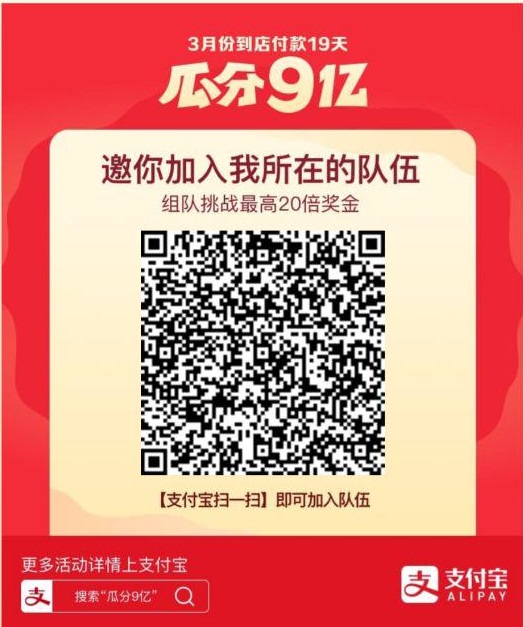 3月份到店付款19天
瓜分9亿
邀你加入我所在的队伍
组队挑战最高20倍奖金
【支付宝扫一扫】即可加入队伍
更多活动详情上支付宝
支 搜索“瓜分9亿”
支 支付宝
ALIPAY